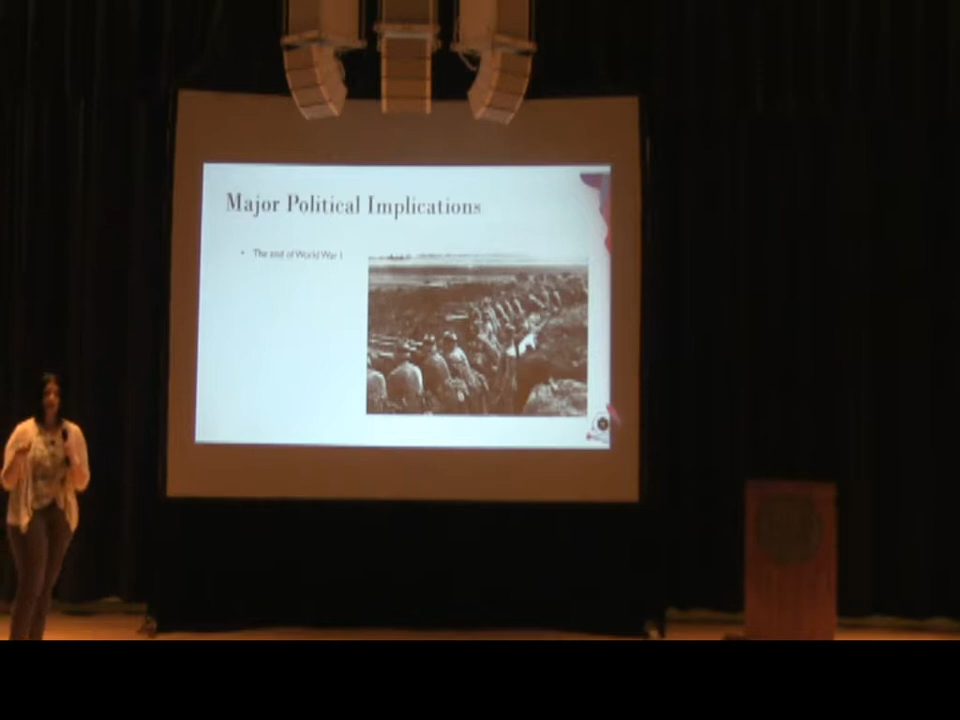 Major Political Implications
• The end of World War I